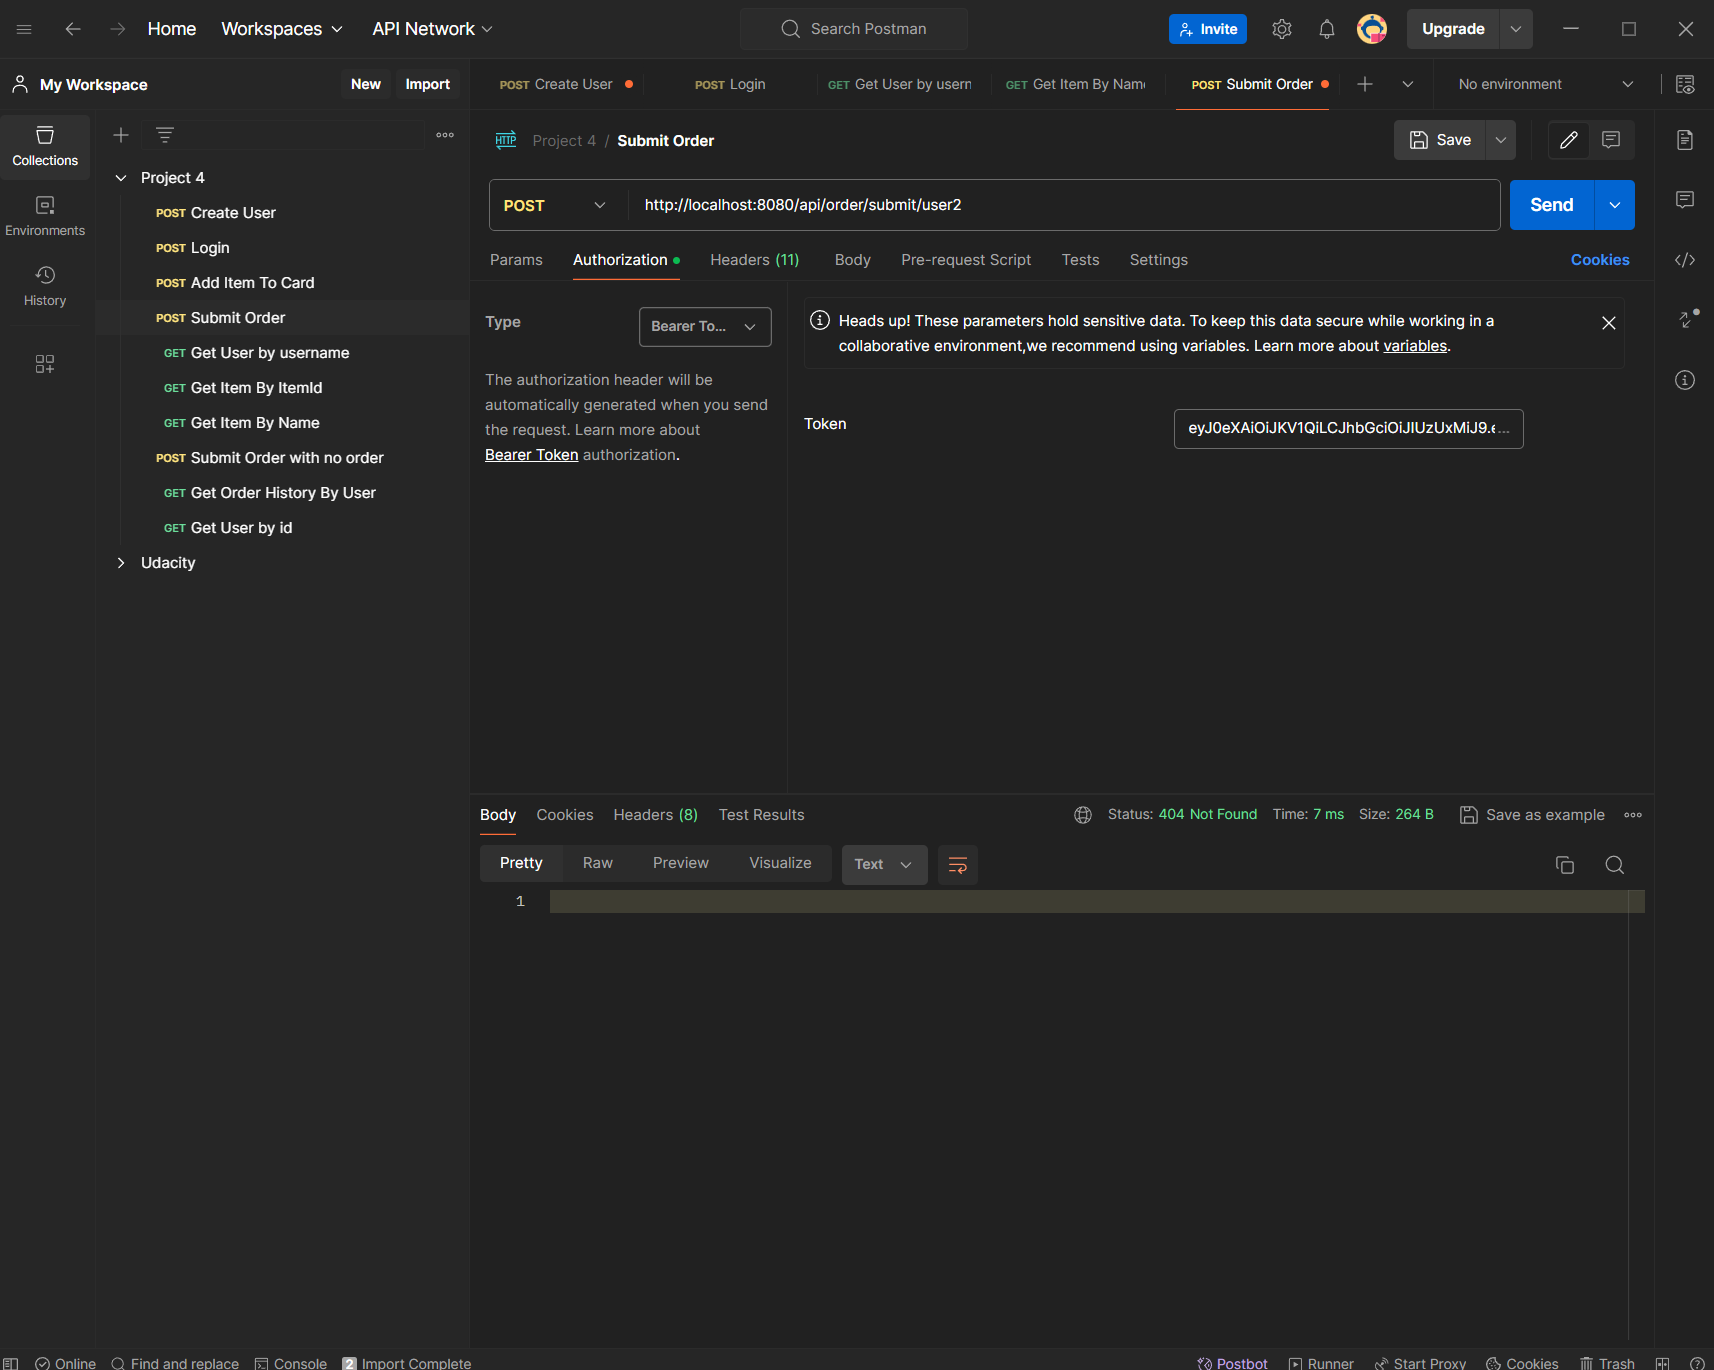 Home Workspaces API Network Search Postman Invite Upgrade
My Workspace New Import
POST Create User POST Login GET Get User by usern GET Get Item By Nam POST Submit Order No environment
Collections
Environments
History
Project 4
POST Create User
POST Login
POST Add Item To Card
POST Submit Order
GET Get User by username
GET Get Item By ItemId
GET Get Item By Name
POST Submit Order with no order
GET Get Order History By User
GET Get User by id
Udacity
HTTP Project 4 / Submit Order Save
POST http://localhost:8080/api/order/submit/user2 Send
Params Authorization Headers (11) Body Pre-request Script Tests Settings Cookies
Type Bearer To...
The authorization header will be
automatically generated when you send
the request. Learn more about
Bearer Token authorization.
Heads up! These parameters hold sensitive data. To keep this data secure while working in a
collaborative environment,we recommend using variables. Learn more about variables.
Token eyJ0eXAiOiJKV1QiLCJhbGciOiJIUzUxMiJ9.e...
Body Cookies Headers (8) Test Results Status: 404 Not Found Time: 7 ms Size: 264 B Save as example
Pretty Raw Preview Visualize Text
1
Online Find and replace Console 2 Import Complete Postbot Runner Start Proxy Cookies Trash